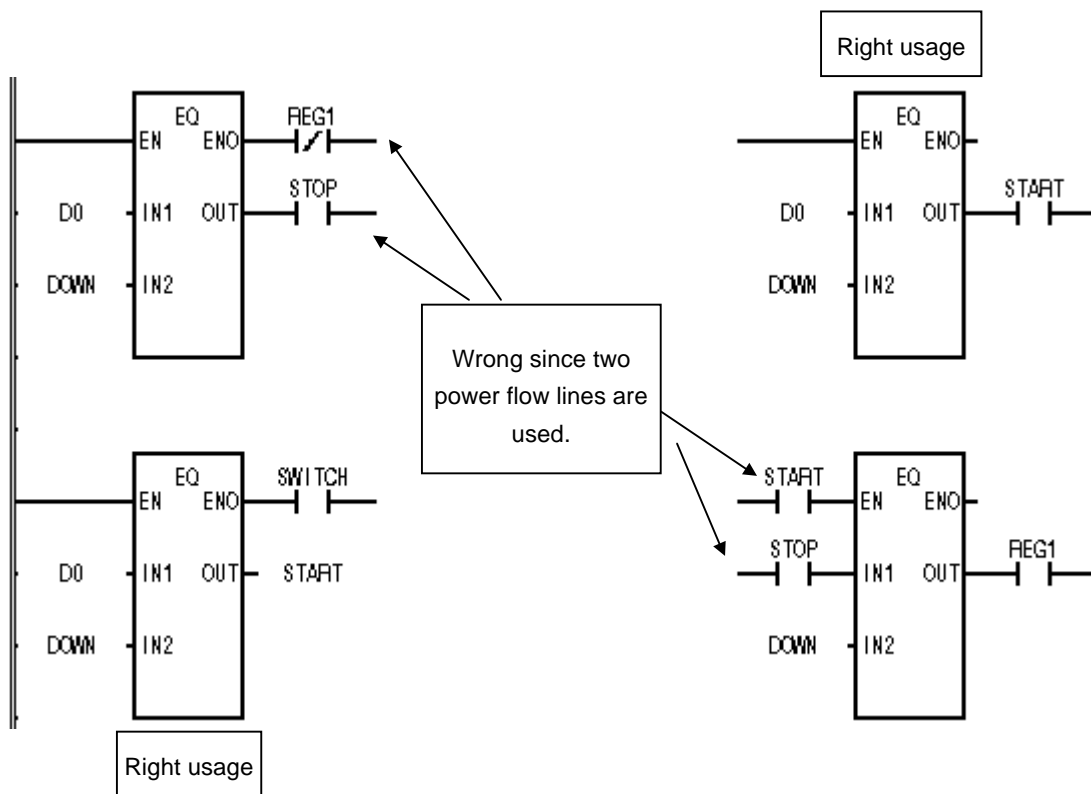 Right usage
EQ
EN ENO
REG1
STOP
D0 IN1 OUT
DOWN IN2
EQ
EN ENO
START
D0 IN1 OUT
DOWN IN2
Wrong since two
power flow lines are
used.
EQ
SWITCH
EN ENO
D0 IN1 OUT START
DOWN IN2
START
EQ
EN ENO
STOP
REG1
IN1 OUT
DOWN IN2
Right usage